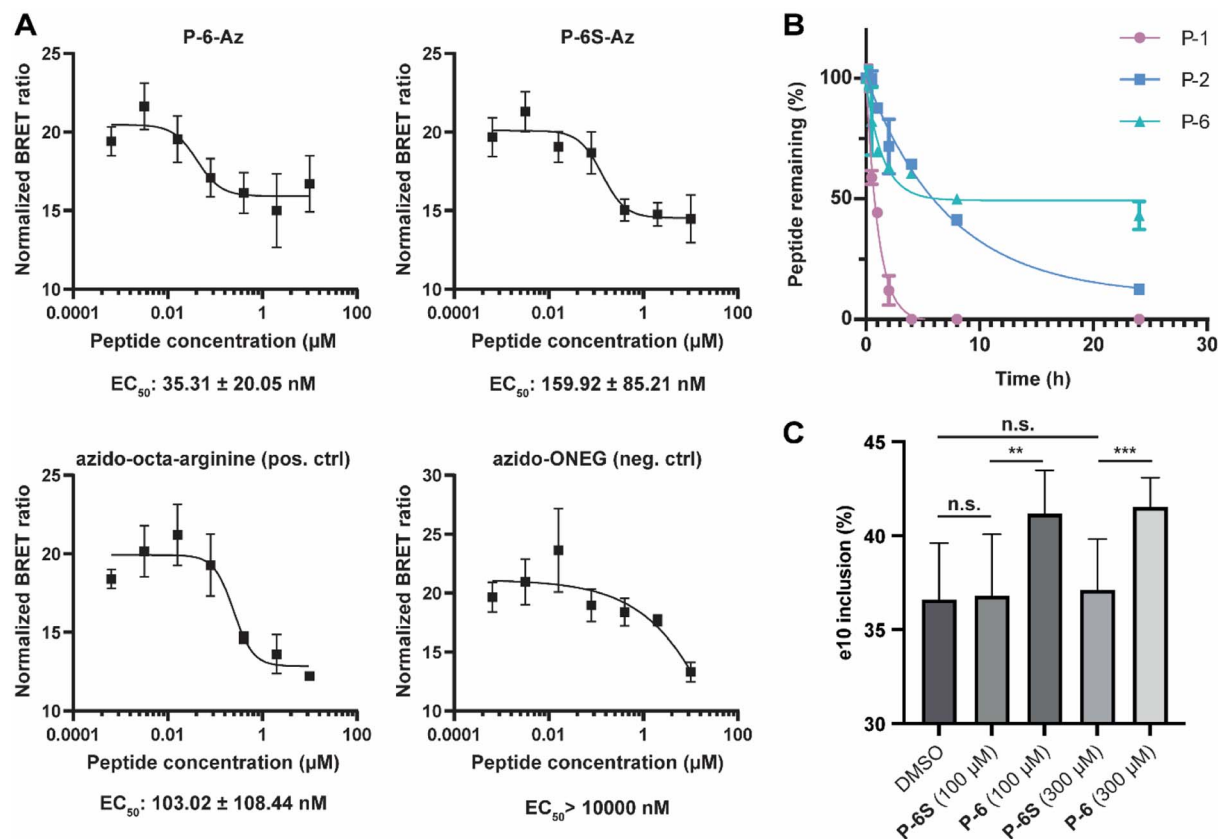 A
P-6-Az
Normalized BRET ratio
25
20
15
10
0.0001
0.01
1
100
Peptide concentration (µM
EC50: 35.31 ± 20.05 nM
P-6S-Az
Normalized BRET ratio
25
20
15
10
0.0001
0.01
1
100
Peptide concentration (µM
EC50: 159.92 ± 85.21 nM
azido-octa-arginine (pos. ctrl)
Normalized BRET ratio
25
20
15
10
0.0001
0.01
1
100
Peptide concentration (µM
EC50: 103.02 ± 108.44 nM
azido-ONEG (neg. ctrl)
Normalized BRET ratio
30
25
20
15
10
0.0001
0.01
1
100
Peptide concentration (µM
EC50> 10000 nM
B
P-1
P-2
P-6
Peptide remaining (%)
100
50
0
0
10
20
30
Time (h)
C
n.s.
**
***
n.s.
e10 inclusion (%)
45
40
35
30
DMSO
P-6S (100 µM)
P-6 (100 µM)
P-6S (300 µM)
P-6 (300 µM)